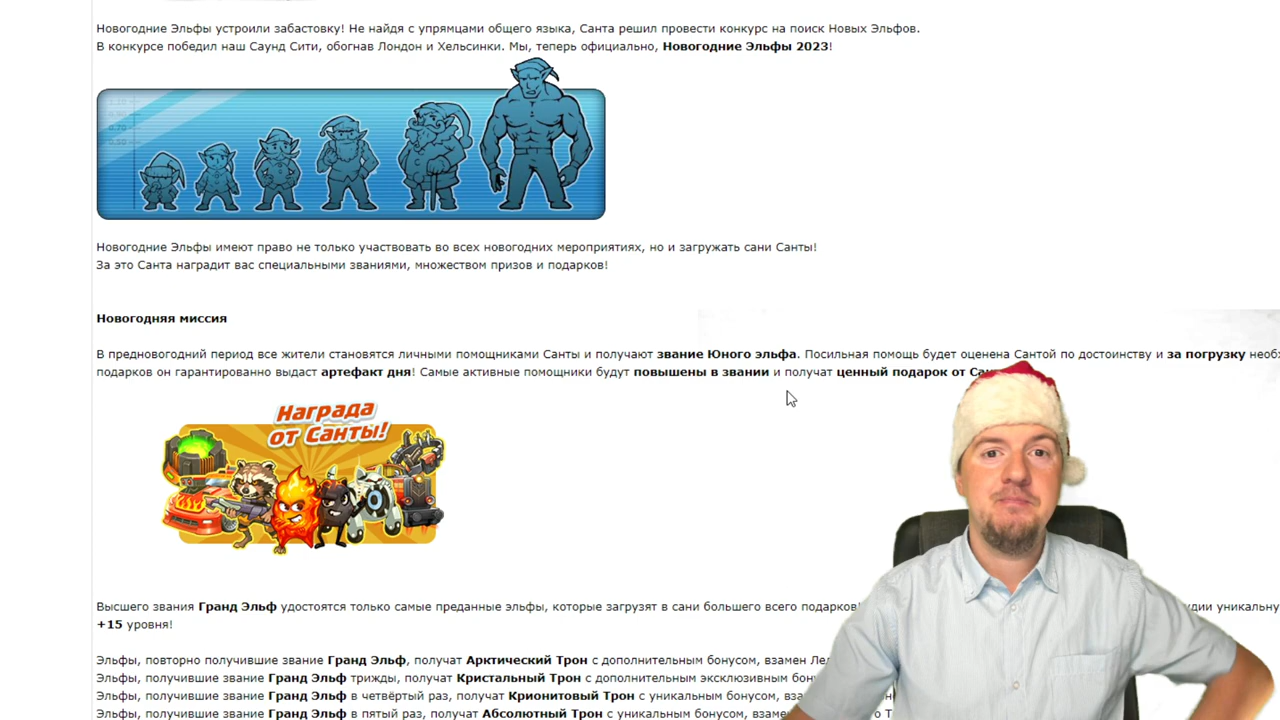 Новогодние Эльфы устроили забастовку! Не найдя с упрямцами общего языка, Санта решил провести конкурс на поиск Новых Эльфов.
В конкурсе победил наш Саунд Сити, обогнав Лондон и Хельсинки. Мы, теперь официально, Новогодние Эльфы 2023!
0.70
Новогодние Эльфы имеют право не только участвовать во всех новогодних мероприятиях, но и загружать сани Санты!
За это Санта наградит вас специальными званиями, множеством призов и подарков!
Новогодняя миссия
В предновогодний период все жители становятся личными помощниками Санты и получают звание Юного эльфа. Посильная помощь будет оценена Сантой по достоинству и за погрузку
подарков он гарантированно выдаст артефакт дня! Самые активные помощники будут повышены в звании и получат ценный подарок от
Награда
от Санты!
Высшего звания Гранд Эльф удостоятся только самые преданные эльфы, которые загрузят в сани большего всего подарков!
+15 уровня!
Эльфы, повторно получившие звание Гранд Эльф, получат Арктический Трон с дополнительным бонусом, взамен
Эльфы, получившие звание Гранд Эльф трижды, получат Кристальный Трон с дополнительным эксклюзивным
Эльфы, получившие звание Гранд Эльф в четвёртый раз, получат Крионитовый Трон с уникальным бонусом,
Эльфы, получившие звание Гранд Эльф в пятый раз, получат Абсолютный Трон с уникальным бонусом,